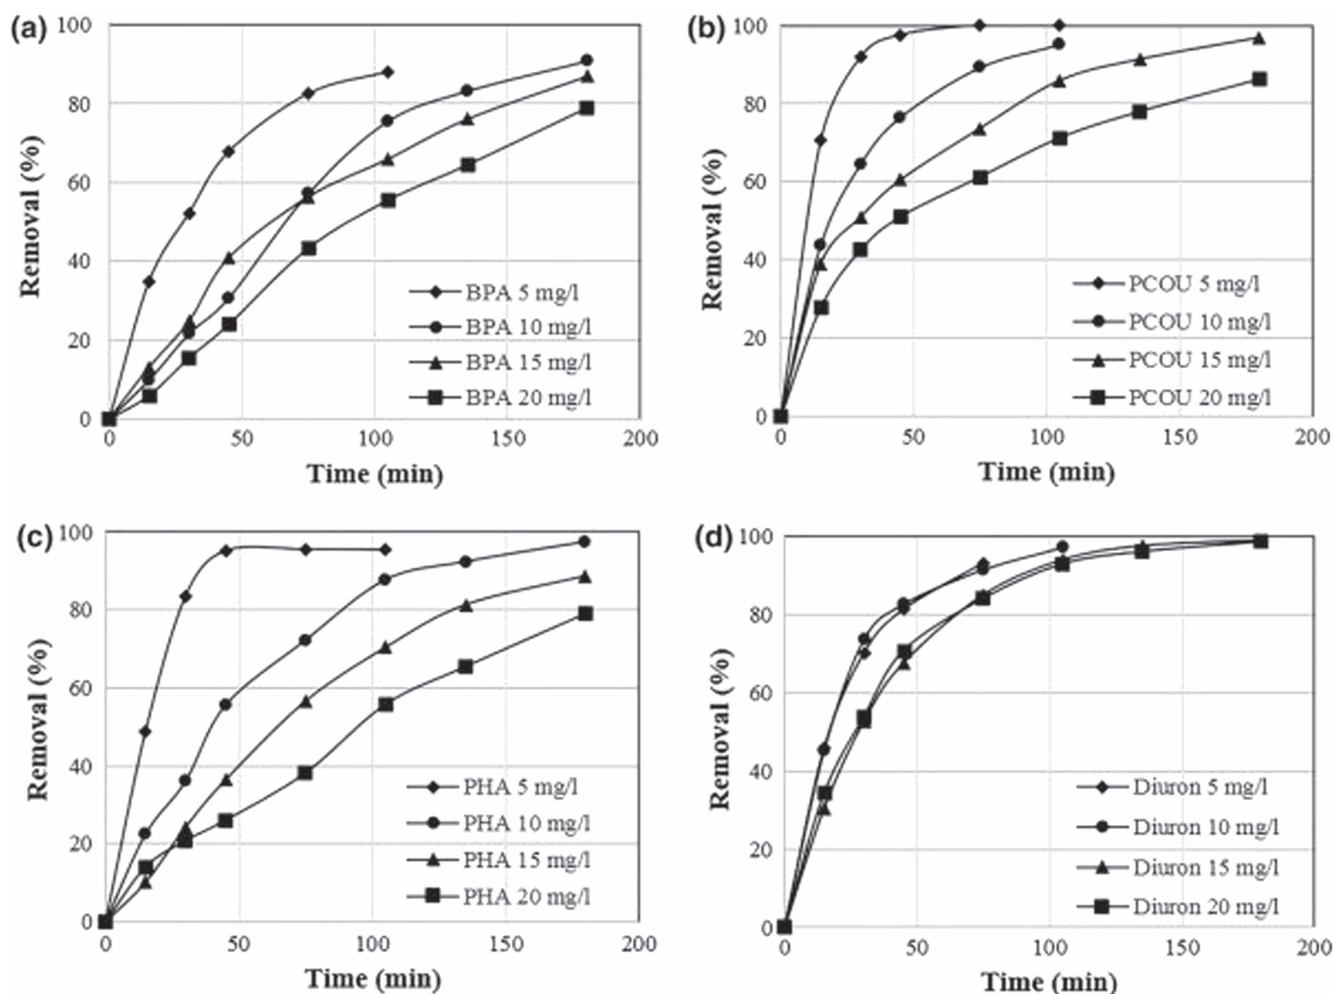 (a)
100
80
60
40
20
0
Removal (%)
0 50 100 150 200
Time (min)
BPA 5 mg/l
BPA 10 mg/l
BPA 15 mg/l
BPA 20 mg/l
(b)
100
80
60
40
20
0
Removal (%)
0 50 100 150 200
Time (min)
PCOU 5 mg/l
PCOU 10 mg/l
PCOU 15 mg/l
PCOU 20 mg/l
(c)
100
80
60
40
20
0
Removal (%)
0 50 100 150 200
Time (min)
PHA 5 mg/l
PHA 10 mg/l
PHA 15 mg/l
PHA 20 mg/l
(d)
100
80
60
40
20
0
Removal (%)
0 50 100 150 200
Time (min)
Diuron 5 mg/l
Diuron 10 mg/l
Diuron 15 mg/l
Diuron 20 mg/l